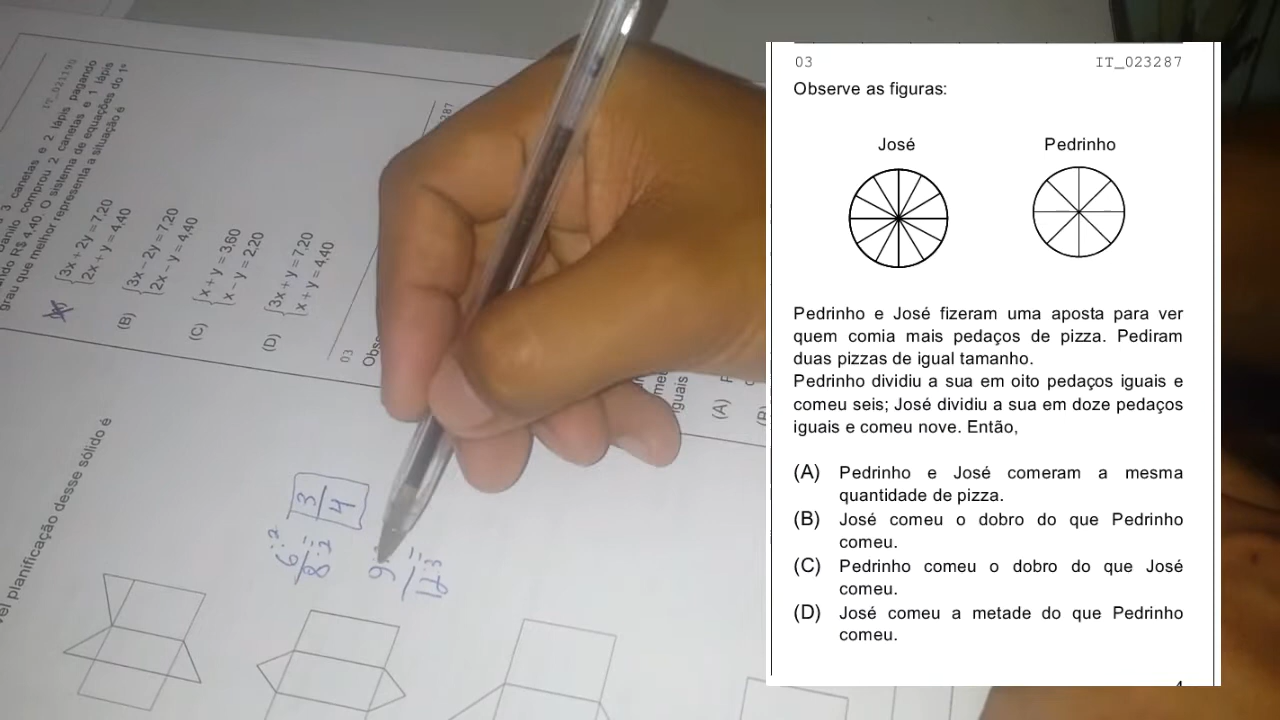 IT_023190
3 canetas e 2 lápis pagando
Danilo comprou 2 canetas e 1 lápis
R$ 4,40. O sistema de equações do 1º
grau que melhor representa a situação é
3x + 2y = 7,20
2x + y = 4,40
(B) 3x – 2y = 7,20
2x – y = 4,40
(C) x + y = 3,60
x – y = 2,20
(D) 3x + y = 7,20
x + y = 4,40
03
287
iguais
(A)
planificação desse sólido é
6:2
8:2
=
3
4
9:
12:3
=
03 IT_023287
Observe as figuras:
José Pedrinho
Pedrinho e José fizeram uma aposta para ver
quem comia mais pedaços de pizza. Pediram
duas pizzas de igual tamanho.
Pedrinho dividiu a sua em oito pedaços iguais e
comeu seis; José dividiu a sua em doze pedaços
iguais e comeu nove. Então,
(A) Pedrinho e José comeram a mesma
quantidade de pizza.
(B) José comeu o dobro do que Pedrinho
comeu.
(C) Pedrinho comeu o dobro do que José
comeu.
(D) José comeu a metade do que Pedrinho
comeu.